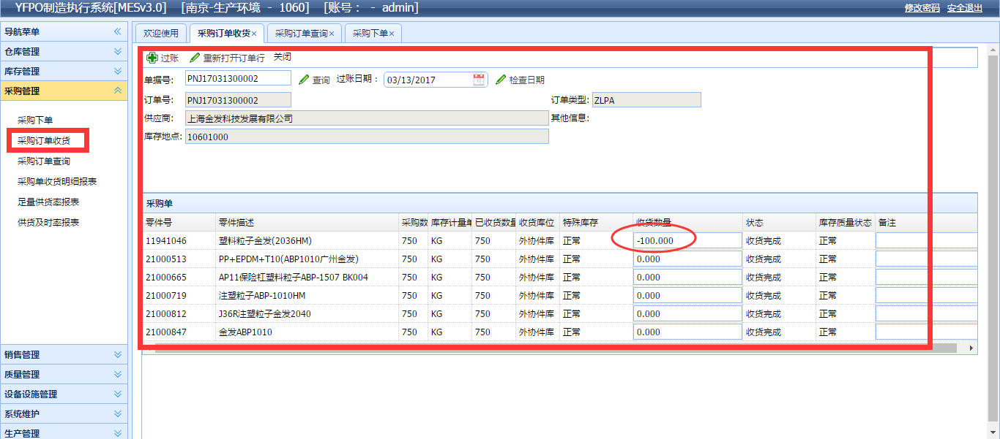 YFPO制造执行系统[MESv3.0] [南京-生产环境 - 1060] [账号： - admin] 修改密码 安全退出
导航菜单
仓库管理
库存管理
采购管理
采购下单
采购订单收货
采购订单查询
采购单收货明细报表
足量供货率报表
供货及时率报表
销售管理
质量管理
设备设施管理
系统维护
生产管理
欢迎使用 采购订单收货× 采购订单查询× 采购下单×
过账 重新打开订单行 关闭
单据号: PNJ17031300002 查询 过账日期： 03/13/2017 检查日期
订单号: PNJ17031300002 订单类型: ZLPA
供应商: 上海金发科技发展有限公司 其他信息:
库存地点: 10601000
采购单
零件号 零件描述 采购数 库存计量单 已收货数量 收货库位 特殊库存 收货数量 状态 库存质量状态 备注
11941046 塑料粒子金发(2036HM) 750 KG 750 外协件库 正常 -100.000 收货完成 正常
21000513 PP+EPDM+T10(ABP1010广州金发) 750 KG 750 外协件库 正常 0.000 收货完成 正常
21000665 AP11保险杠塑料粒子ABP-1507 BK004 750 KG 750 外协件库 正常 0.000 收货完成 正常
21000719 注塑粒子ABP-1010HM 750 KG 750 外协件库 正常 0.000 收货完成 正常
21000812 J36R注塑粒子金发2040 750 KG 750 外协件库 正常 0.000 收货完成 正常
21000847 金发ABP1010 750 KG 750 外协件库 正常 0.000 收货完成 正常